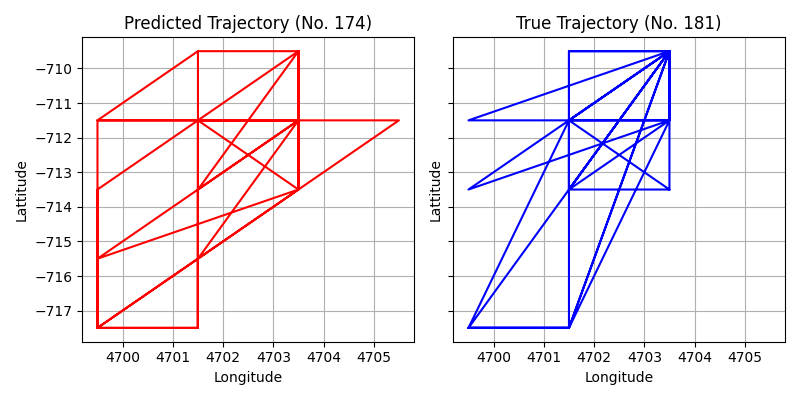 Predicted Trajectory (No. 174)
True Trajectory (No. 181)
Lattitude
−710
−711
−712
−713
−714
−715
−716
−717
4700 4701 4702 4703 4704 4705
Longitude
Lattitude
4700 4701 4702 4703 4704 4705
Longitude